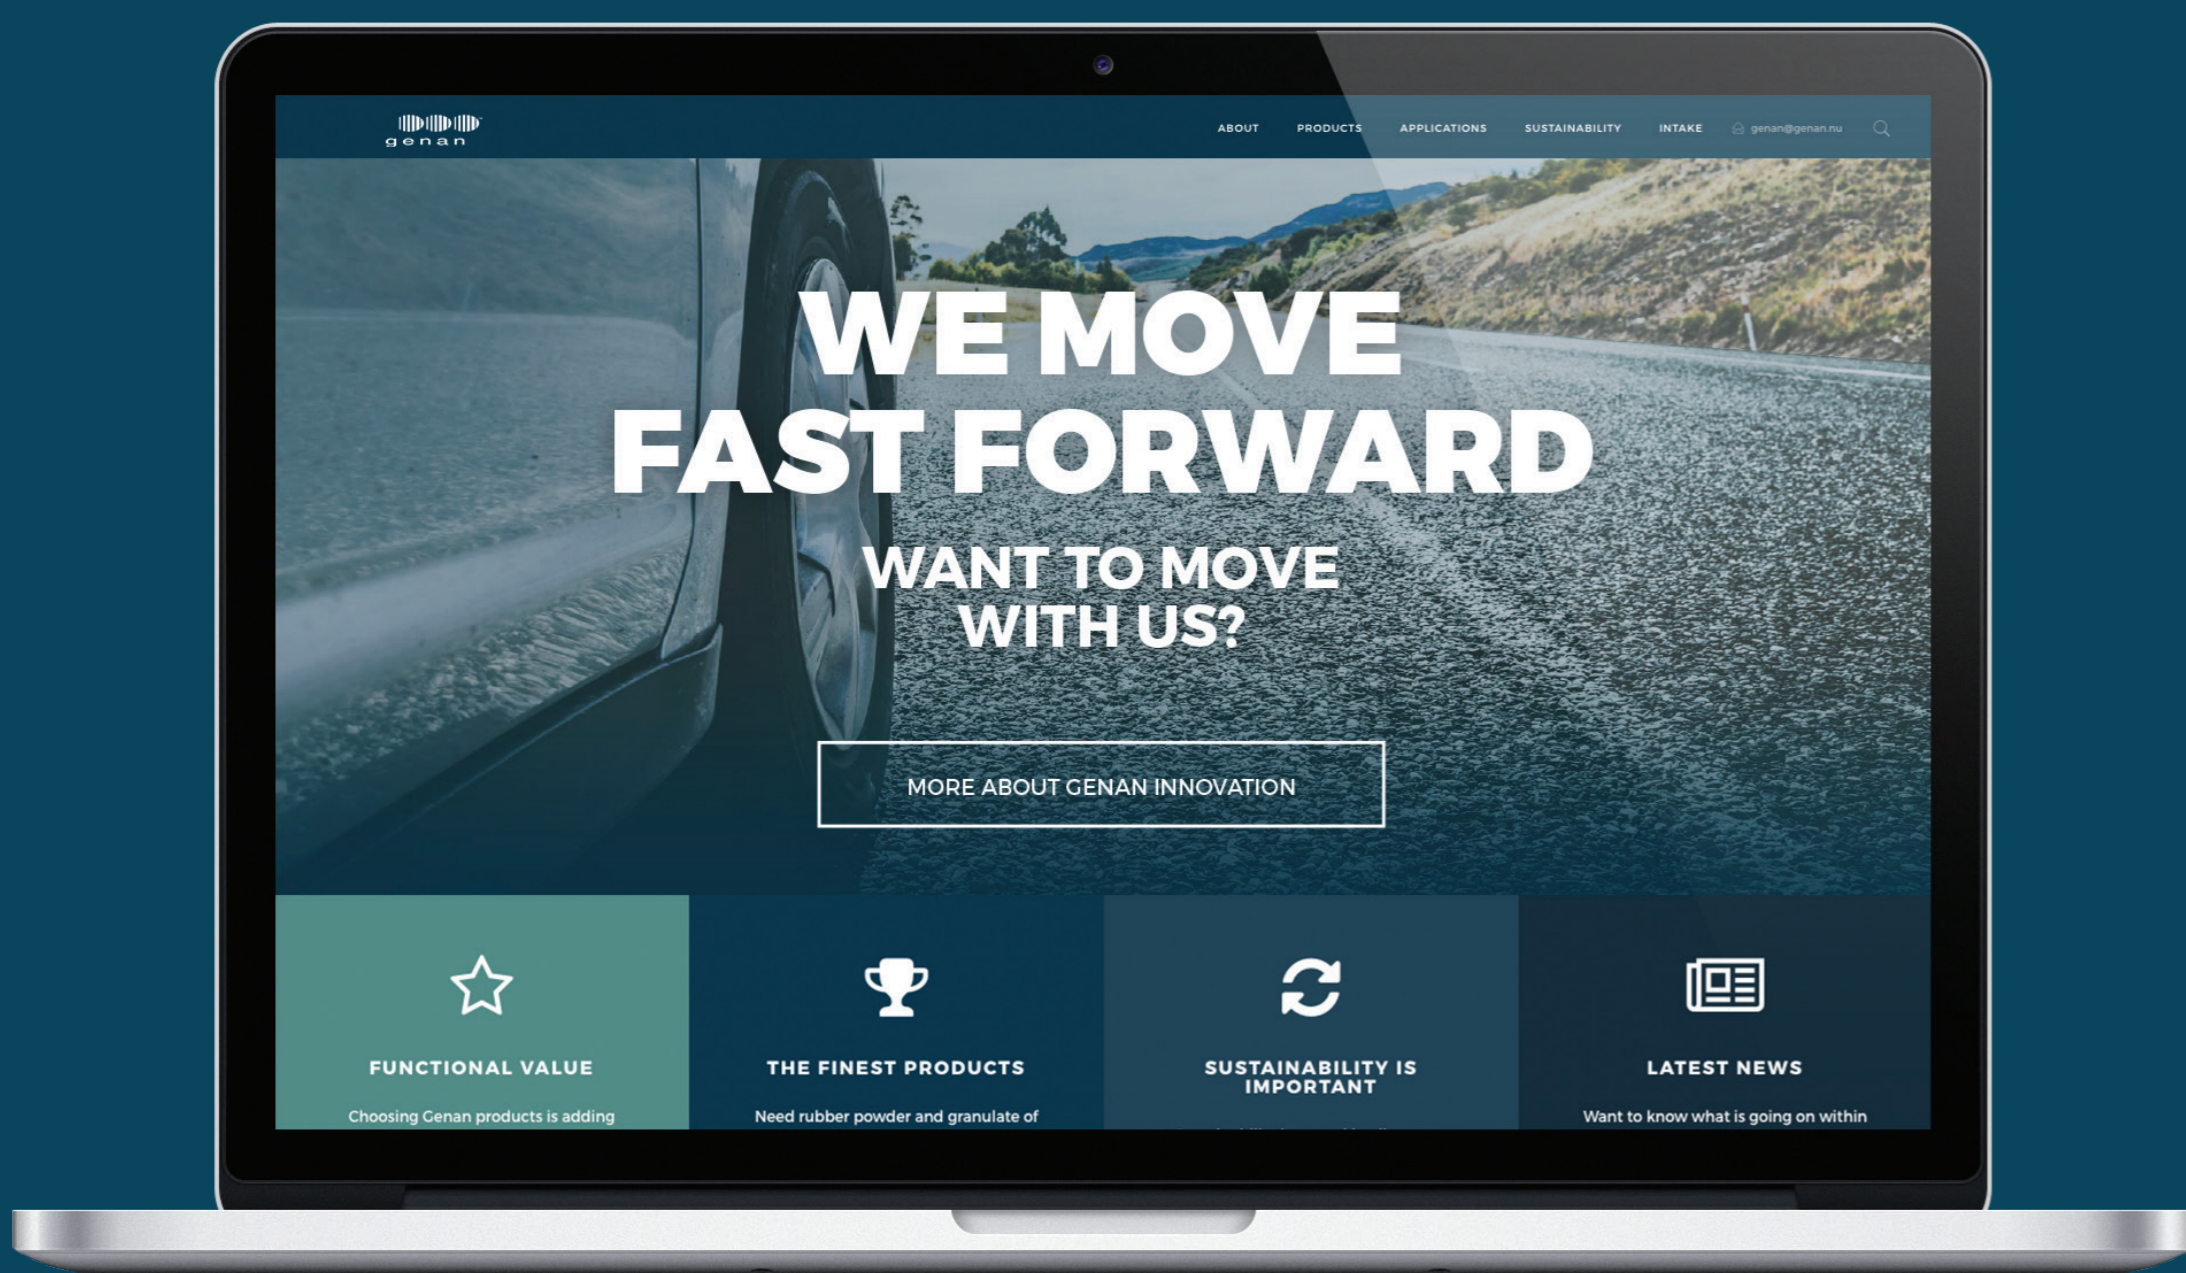 genan
ABOUT PRODUCTS APPLICATIONS SUSTAINABILITY INTAKE genan@genan.nu
WE MOVE
FAST FORWARD
WANT TO MOVE
WITH US?
MORE ABOUT GENAN INNOVATION
FUNCTIONAL VALUE
Choosing Genan products is adding
THE FINEST PRODUCTS
Need rubber powder and granulate of
SUSTAINABILITY IS
IMPORTANT
LATEST NEWS
Want to know what is going on within